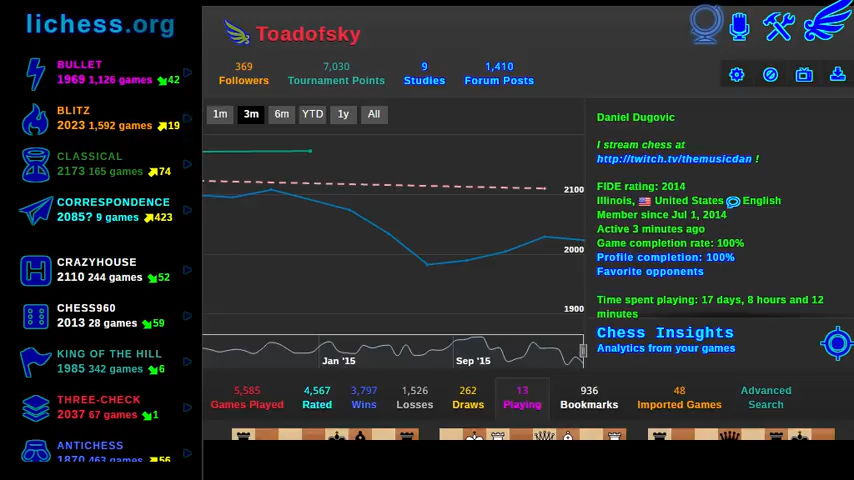 lichess.org
BULLET
1969 1,126 games 42
BLITZ
2023 1,592 games 19
CLASSICAL
2173 165 games 74
CORRESPONDENCE
2085? 9 games 423
CRAZYHOUSE
2110 244 games 52
CHESS960
2013 28 games 59
KING OF THE HILL
1985 342 games 6
THREE-CHECK
2037 67 games 1
ANTICHESS
1870 463 games 56
Toadofsky
369 7,030 9 1,410
Followers Tournament Points Studies Forum Posts
1m 3m 6m YTD 1y All
2100
2000
1900
Jan '15 Sep '15
Daniel Dugovic
I stream chess at
http://twitch.tv/themusicdan !
FIDE rating: 2014
Illinois, United States English
Member since Jul 1, 2014
Active 3 minutes ago
Game completion rate: 100%
Profile completion: 100%
Favorite opponents
Time spent playing: 17 days, 8 hours and 12
minutes
Chess Insights
Analytics from your games
5,585 4,567 3,797 1,526 262 13 936 48 Advanced
Games Played Rated Wins Losses Draws Playing Bookmarks Imported Games Search